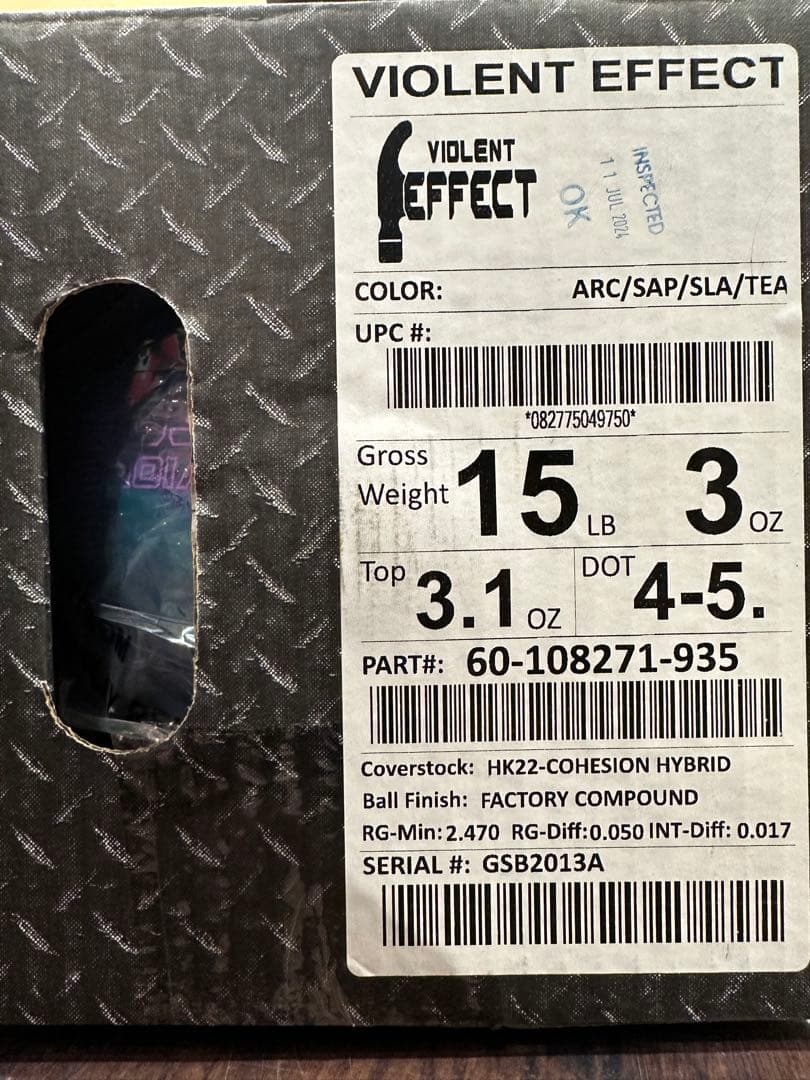 VIOLENT EFFECT
VIOLENT
EFFECT
OK
11 JUL 2024
INSPECTED
COLOR: ARC/SAP/SLA/TEA
UPC #:
*082775049750*
Gross
Weight 15 LB 3 OZ
Top 3.1 OZ DOT 4-5.
PART#: 60-108271-935
Coverstock: HK22-COHESION HYBRID
Ball Finish: FACTORY COMPOUND
RG-Min: 2.470 RG-Diff:0.050 INT-Diff: 0.017
SERIAL #: GSB2013A